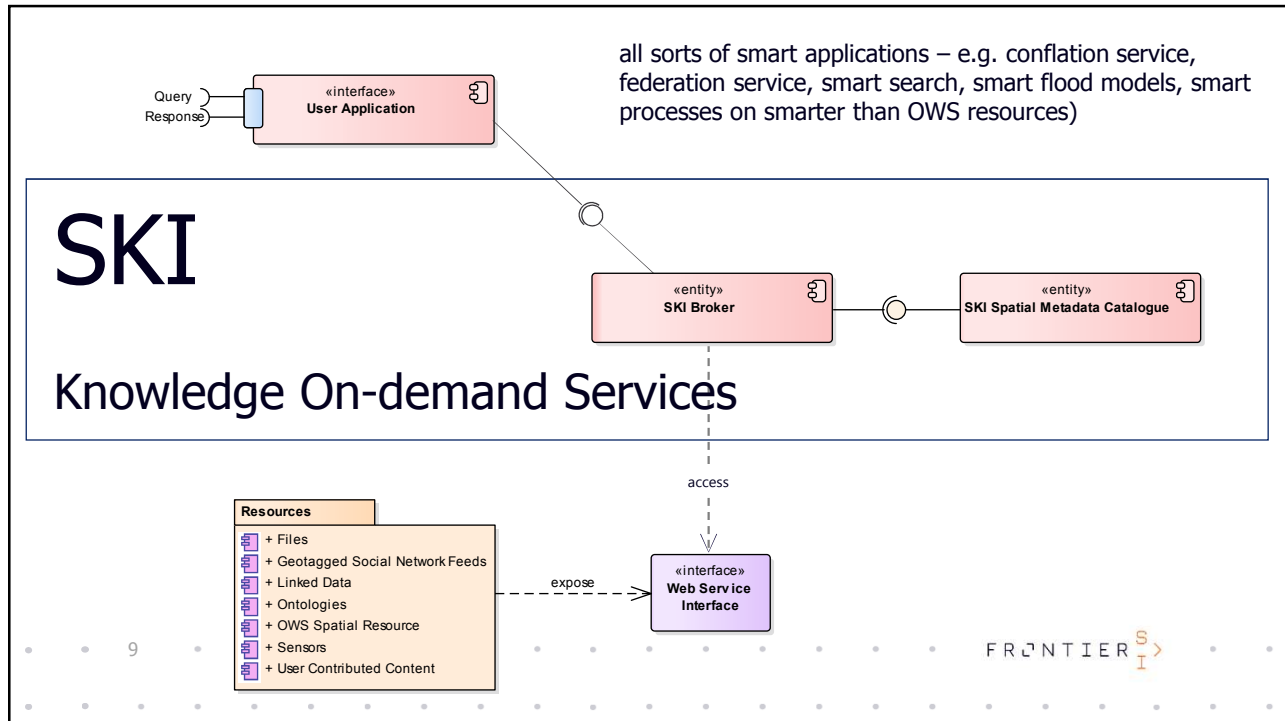 all sorts of smart applications – e.g. conflation service,
federation service, smart search, smart flood models, smart
processes on smarter than OWS resources)
Query
Response
«interface»
User Application
SKI
«entity»
SKI Broker
«entity»
SKI Spatial Metadata Catalogue
Knowledge On-demand Services
access
Resources
+ Files
+ Geotagged Social Network Feeds
+ Linked Data
+ Ontologies
+ OWS Spatial Resource
+ Sensors
+ User Contributed Content
expose
«interface»
Web Service
Interface
9
FRONTIER SI